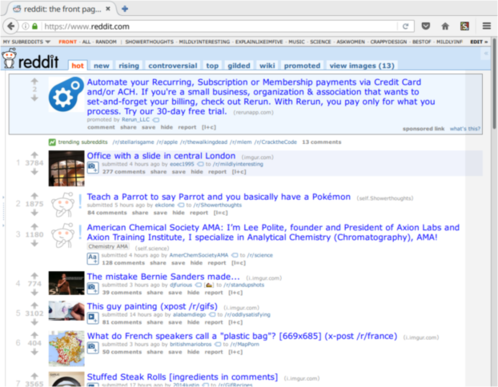 reddit: the front pag...
https://www.reddit.com
Search
MY SUBREDDITS FRONT ALL RANDOM | SHOWERTHOUGHTS MILDLYINTERESTING EXPLAINLIKEIMFIVE MUSIC SCIENCE ASKWOMEN CRAPPYDESIGN BESTOF MILDLYINF EDIT »
reddit hot new rising controversial top gilded wiki promoted view images (13)
2
Automate your Recurring, Subscription or Membership payments via Credit Card
and/or ACH. If you're a small business, organization & association that wants to
set-and-forget your billing, check out Rerun. With Rerun, you pay only for what you
process. Try our 30-day free trial. (rerunapp.com)
promoted by Rerun_LLC
comment share save hide report [l+c]
sponsored link what's this?
trending subreddits /r/stellarisgame /r/apple /r/thewalkingdead /r/mlem /r/CracktheCode 13 comments
1 3784 Office with a slide in central London (imgur.com)
submitted 4 hours ago by to /r/mildlyinteresting
277 comments share save hide report [l+c]
2 1875 Teach a Parrot to say Parrot and you basically have a Pokémon (self.Showerthoughts)
submitted 5 hours ago by to /r/Showerthoughts
84 comments share save hide report [l+c]
3 1180 American Chemical Society AMA: I'm Lee Polite, founder and President of Axion Labs and
Axion Training Institute, I specialize in Analytical Chemistry (Chromatography), AMA!
Chemistry AMA (self.science)
submitted 4 hours ago by AmerChemSocietyAMA to /r/science
128 comments share save hide report [l+c]
4 774 The mistake Bernie Sanders made... (i.imgur.com)
submitted 3 hours ago by to /r/standupshots
39 comments share save hide report [l+c]
5 3102 This guy painting (xpost /r/gifs) (i.imgur.com)
submitted 14 hours ago by to /r/oddlysatisfying
81 comments share save hide report [l+c]
6 404 What do French speakers call a "plastic bag"? [669x685] (x-post /r/france) (i.imgur.com)
submitted 3 hours ago by to /r/MapPorn
comments share save hide report [l+c]
7 3565 Stuffed Steak Rolls [ingredients in comments] (i.imgur.com)
submitted 17 hours ago by to /r/GifRecipes